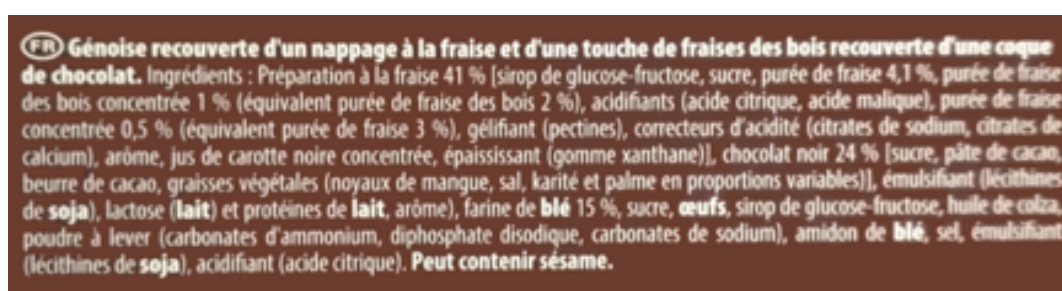 FR Génoise recouverte d'un nappage à la fraise et d'une touche de fraises des bois recouverte d'une coque
de chocolat. Ingrédients : Préparation à la fraise 41 % [sirop de glucose-fructose, sucre, purée de fraise 4,1 %, purée de fraise
des bois concentrée 1 % (équivalent purée de fraise des bois 2 %), acidifiants (acide citrique, acide malique), purée de fraise
concentrée 0,5 % (équivalent purée de fraise 3 %), gélifiant (pectines), correcteurs d'acidité (citrates de sodium, citrates de
calcium), arôme, jus de carotte noire concentrée, épaississant (gomme xanthane)], chocolat noir 24 % [sucre, pâte de cacao,
beurre de cacao, graisses végétales (noyaux de mangue, sal, karité et palme en proportions variables)], émulsifiant (lécithines
de soja), lactose (lait) et protéines de lait, arôme), farine de blé 15 %, sucre, œufs, sirop de glucose-fructose, huile de colza,
poudre à lever (carbonates d'ammonium, diphosphate disodique, carbonates de sodium), amidon de blé, sel, émulsifiant
(lécithines de soja), acidifiant (acide citrique). Peut contenir sésame.